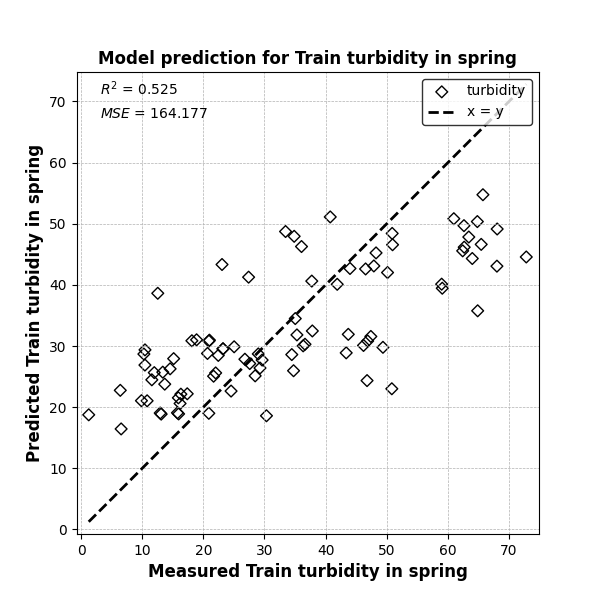 Model prediction for Train turbidity in spring
R² = 0.525
MSE = 164.177
turbidity
x = y
70
60
50
40
30
20
10
0
Predicted Train turbidity in spring
0 10 20 30 40 50 60 70
Measured Train turbidity in spring